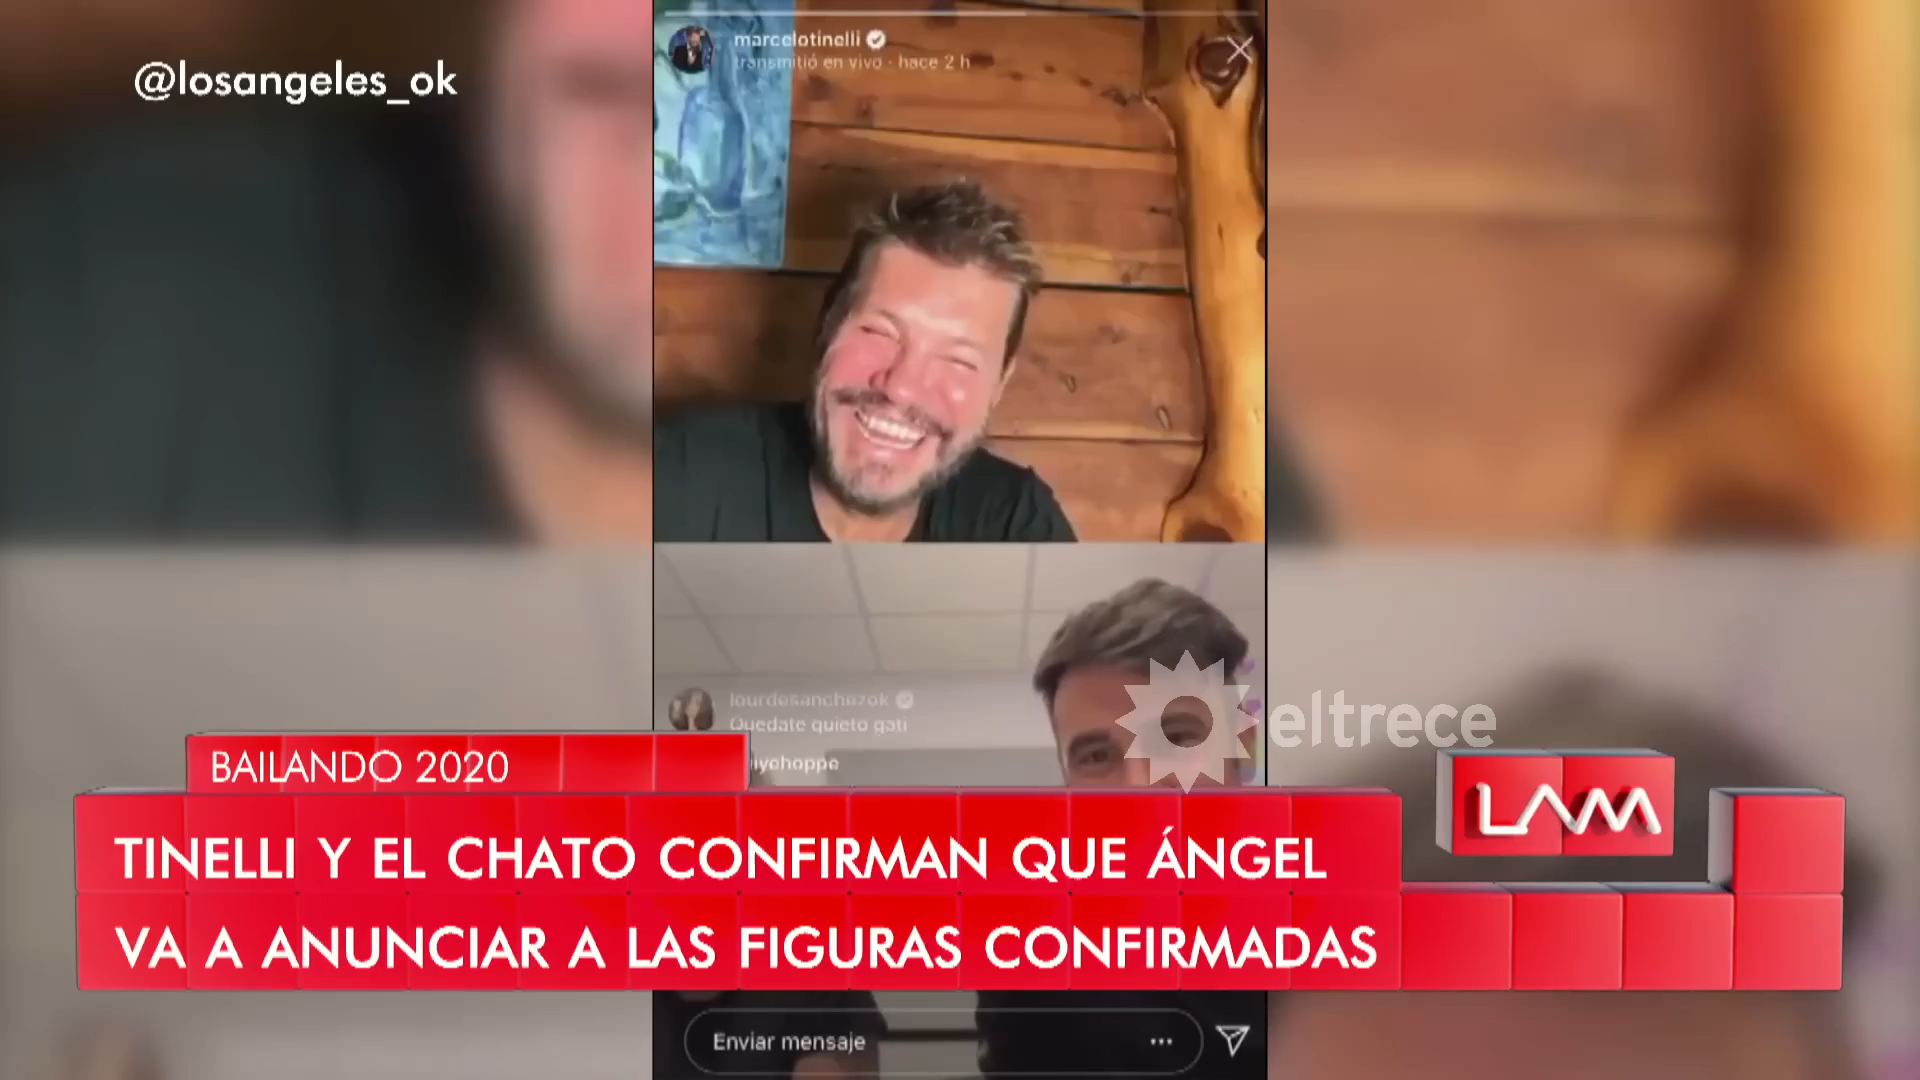 @losangeles_ok
marcelotinelli
transmitió en vivo · hace 2 h
lourdesanchezok
Quedate quieto gati
eltrece
BAILANDO 2020
LAM
TINELLI Y EL CHATO CONFIRMAN QUE ÁNGEL
VA A ANUNCIAR A LAS FIGURAS CONFIRMADAS
Enviar mensaje